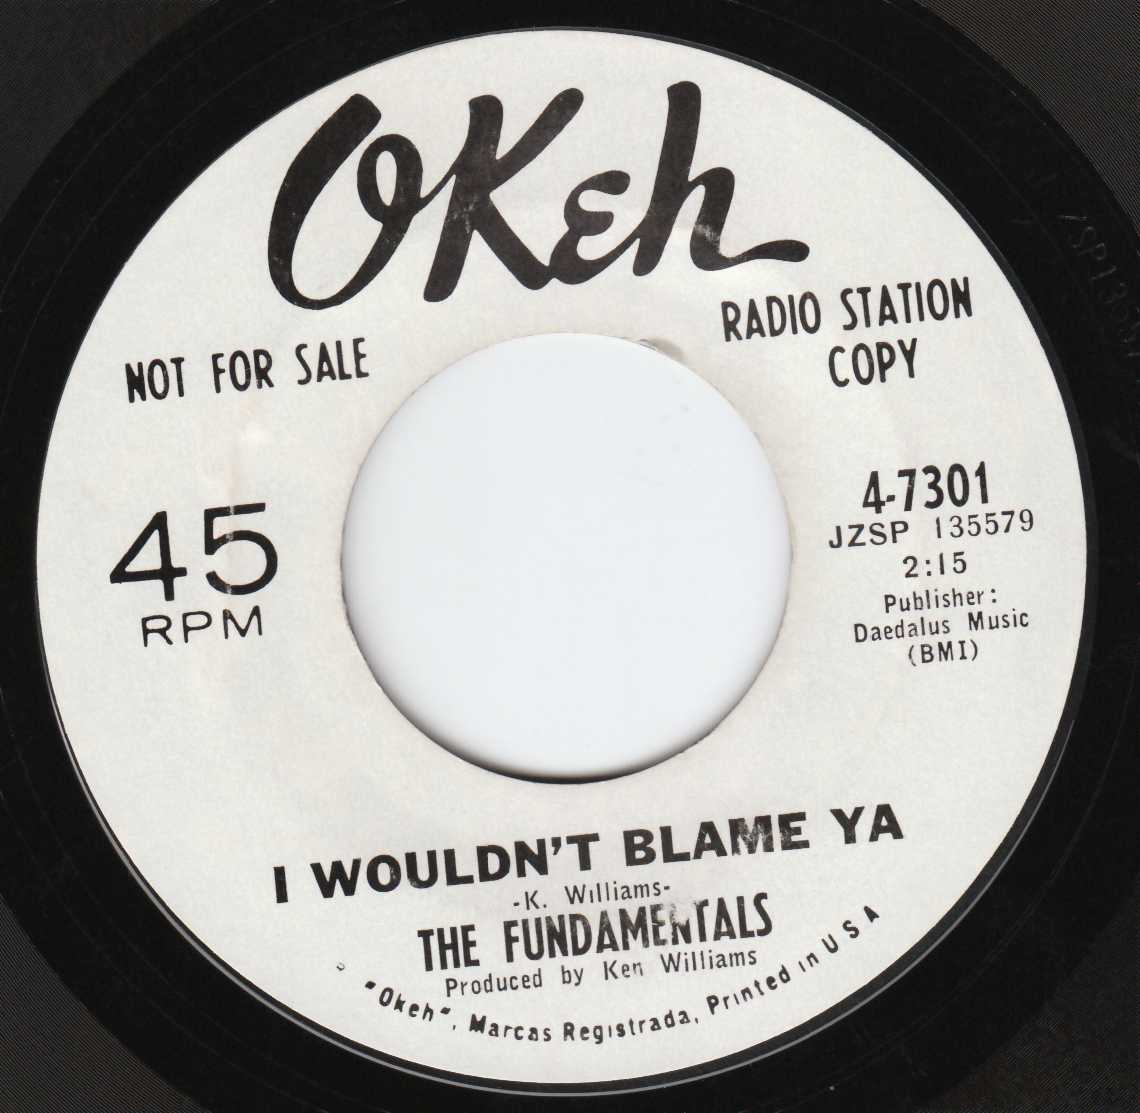 OKeh
NOT FOR SALE
RADIO STATION
COPY
45
RPM
4-7301
JZSP 135579
2:15
Publisher:
Daedalus Music
(BMI)
I WOULDN'T BLAME YA
-K. Williams-
THE FUNDAMENTALS
Produced by Ken Williams
"Okeh", Marcas Registrada, Printed in U S A